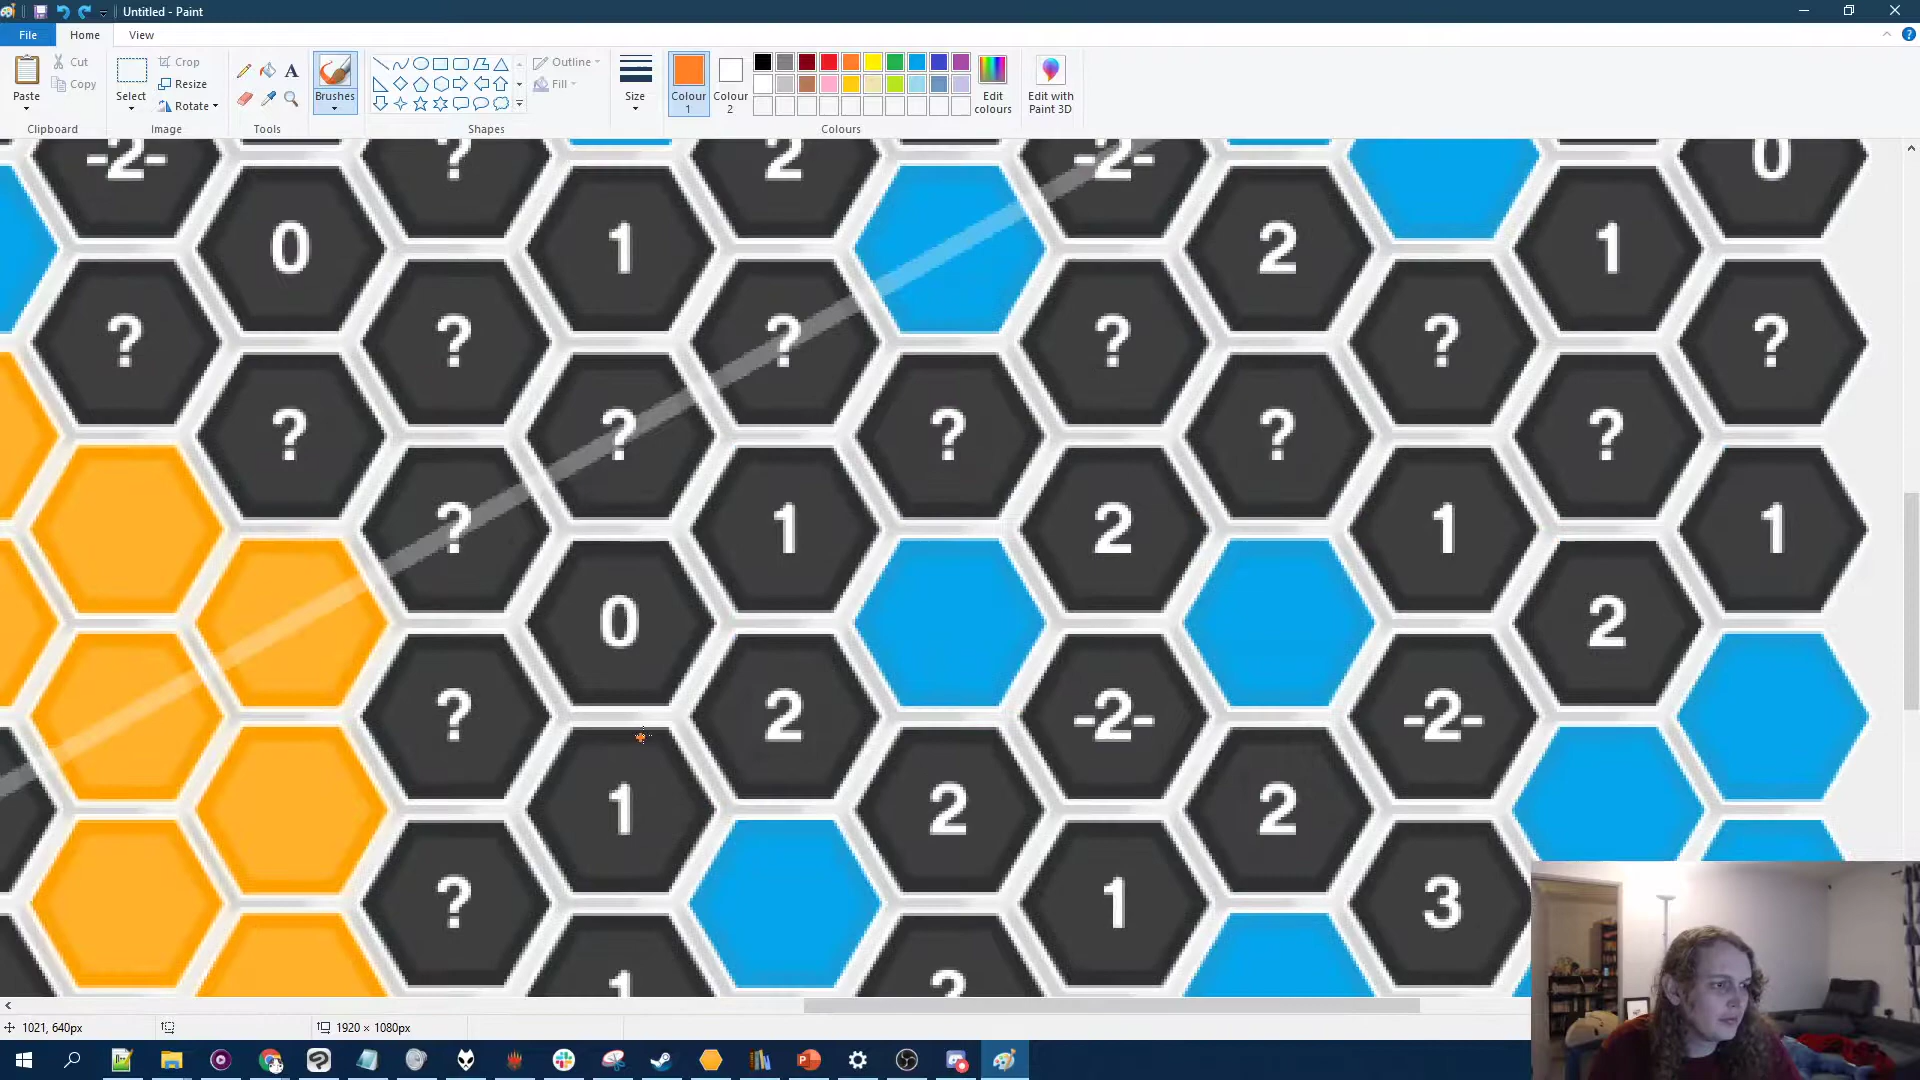 Untitled - Paint
File Home View
Paste
Cut
Copy
Clipboard
Select
Crop
Resize
Rotate
Image
Tools
Brushes
Shapes
Outline
Fill
Size
Colour 1
Colour 2
Colours
Edit colours
Edit with Paint 3D
-2- ? 2 -2- 0
0 1 2 1
? ? ? ? ? ?
? ? ? ? ?
? 1 2 1 1
0 2
? 2 -2- -2-
1 2 2
? 1 3
1 2
1021, 640px
1920 × 1080px